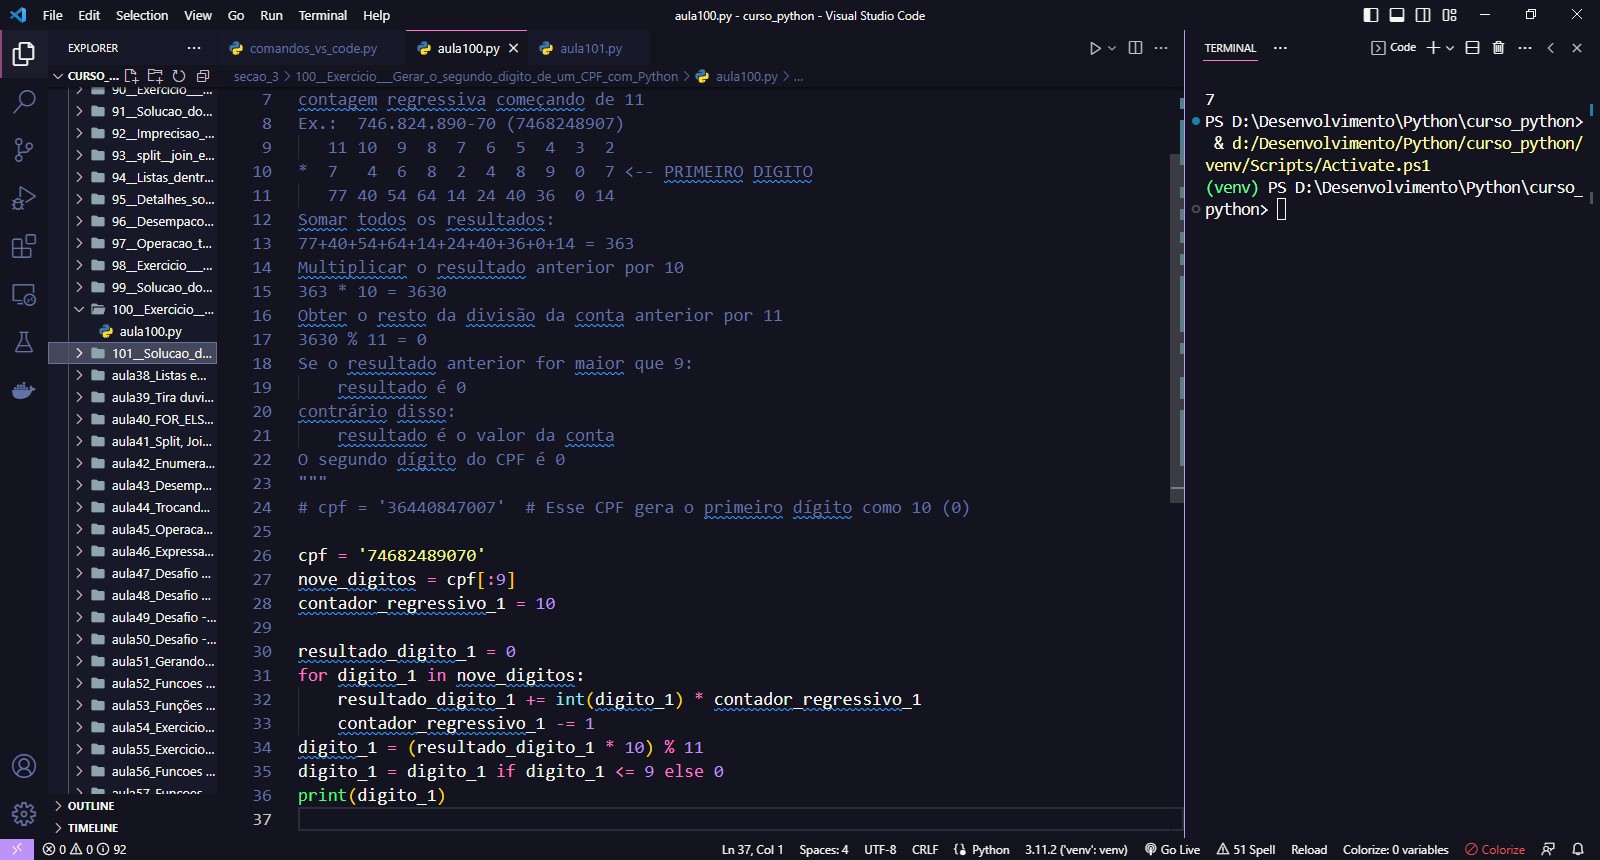 File Edit Selection View Go Run Terminal Help
aula100.py - curso_python - Visual Studio Code
EXPLORER
CURSO_...
90__Exercicio___...
91__Solucao_do...
92__Imprecisao_...
93__split__join_e...
94__Listas_dentr...
95__Detalhes_so...
96__Desempaco...
97__Operacao_t...
98__Exercicio___...
99__Solucao_do...
100__Exercicio__...
aula100.py
101__Solucao_d...
aula38_Listas e...
aula39_Tira duvi...
aula40_FOR_ELS...
aula41_Split, Joi...
aula42_Enumera...
aula43_Desemp...
aula44_Trocand...
aula45_Operaca...
aula46_Expressa...
aula47_Desafio ...
aula48_Desafio ...
aula49_Desafio -...
aula50_Desafio -...
aula51_Gerando...
aula52_Funcoes ...
aula53_Funções ...
aula54_Exercicio...
aula55_Exercicio...
aula56_Funcoes ...
aula57_Funcoes...
OUTLINE
TIMELINE
comandos_vs_code.py aula100.py aula101.py
secao_3 > 100__Exercicio___Gerar_o_segundo_digito_de_um_CPF_com_Python > aula100.py > ...
7 contagem regressiva começando de 11
8 Ex.:  746.824.890-70 (7468248907)
9    11 10  9  8  7  6  5  4  3  2
10 *  7   4  6  8  2  4  8  9  0  7 <-- PRIMEIRO DIGITO
11    77 40 54 64 14 24 40 36  0 14
12 Somar todos os resultados:
13 77+40+54+64+14+24+40+36+0+14 = 363
14 Multiplicar o resultado anterior por 10
15 363 * 10 = 3630
16 Obter o resto da divisão da conta anterior por 11
17 3630 % 11 = 0
18 Se o resultado anterior for maior que 9:
19     resultado é 0
20 contrário disso:
21     resultado é o valor da conta
22 O segundo dígito do CPF é 0
23 """
24 # cpf = '36440847007'  # Esse CPF gera o primeiro dígito como 10 (0)
25
26 cpf = '74682489070'
27 nove_digitos = cpf[:9]
28 contador_regressivo_1 = 10
29
30 resultado_digito_1 = 0
31 for digito_1 in nove_digitos:
32     resultado_digito_1 += int(digito_1) * contador_regressivo_1
33     contador_regressivo_1 -= 1
34 digito_1 = (resultado_digito_1 * 10) % 11
35 digito_1 = digito_1 if digito_1 <= 9 else 0
36 print(digito_1)
37
TERMINAL
Code
7
PS D:\Desenvolvimento\Python\curso_python>
& d:/Desenvolvimento/Python/curso_python/
venv/Scripts/Activate.ps1
(venv) PS D:\Desenvolvimento\Python\curso_
python>
0 0 92
Ln 37, Col 1 Spaces: 4 UTF-8 CRLF Python 3.11.2 ('venv': venv) Go Live 51 Spell Reload Colorize: 0 variables Colorize